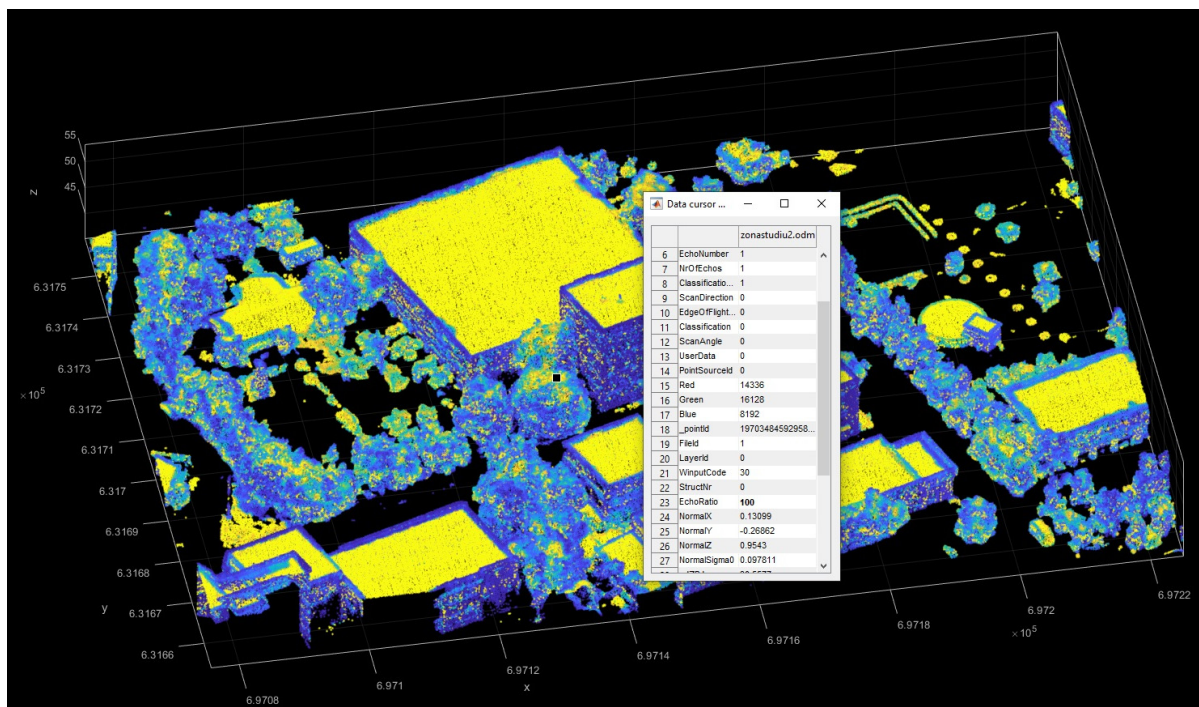 55
50
45
z
6.3175
6.3174
6.3173
×10⁵
6.3172
6.3171
6.317
6.3169
6.3168
6.3167
y
6.3166
6.9708
6.971
6.9712
x
6.9714
6.9716
6.9718
×10⁵
6.972
6.9722
Data cursor ...
zonastudiu2.odm
6 EchoNumber 1
7 NrOfEchos 1
8 Classificatio... 1
9 ScanDirection 0
10 EdgeOfFlight... 0
11 Classification 0
12 ScanAngle 0
13 UserData 0
14 PointSourceId 0
15 Red 14336
16 Green 16128
17 Blue 8192
18 _pointId 19703484592958...
19 FileId 1
20 LayerId 0
21 WinputCode 30
22 StructNr 0
23 EchoRatio 100
24 NormalX 0.13099
25 NormalY -0.26862
26 NormalZ 0.9543
27 NormalSigma0 0.097811